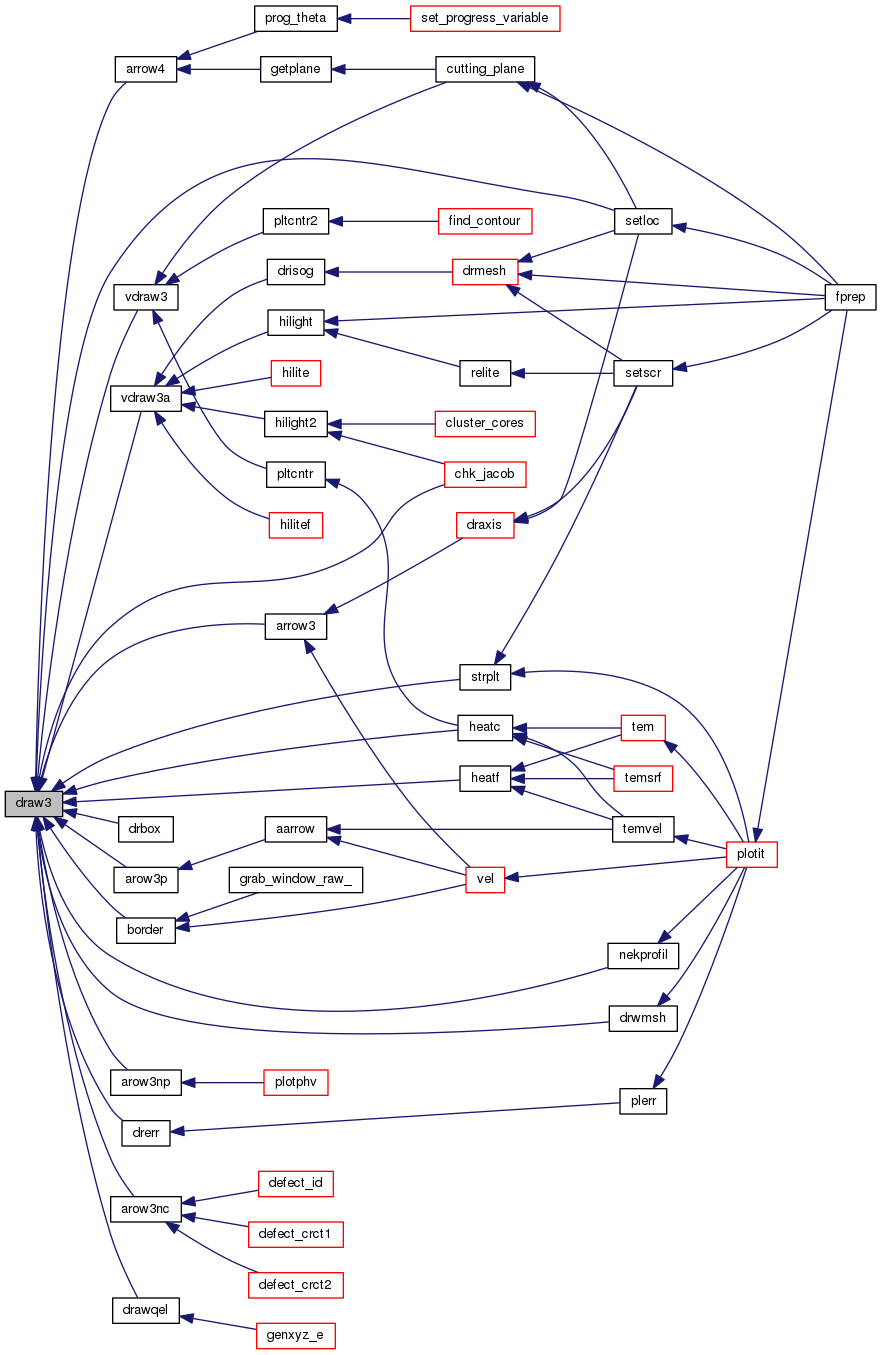 prog_theta
set_progress_variable
arrow4
getplane
cutting_plane
pltcntr2
find_contour
setloc
drisog
drmesh
vdraw3
fprep
hilight
hilite
relite
setscr
vdraw3a
hilight2
cluster_cores
pltcntr
chk_jacob
hilitef
draxis
arrow3
strplt
heatc
tem
heatf
temsrf
draw3
drbox
aarrow
temvel
plotit
arow3p
grab_window_raw_
vel
border
nekprofil
drwmsh
arow3np
plotphv
plerr
drerr
defect_id
arow3nc
defect_crct1
defect_crct2
drawqel
genxyz_e